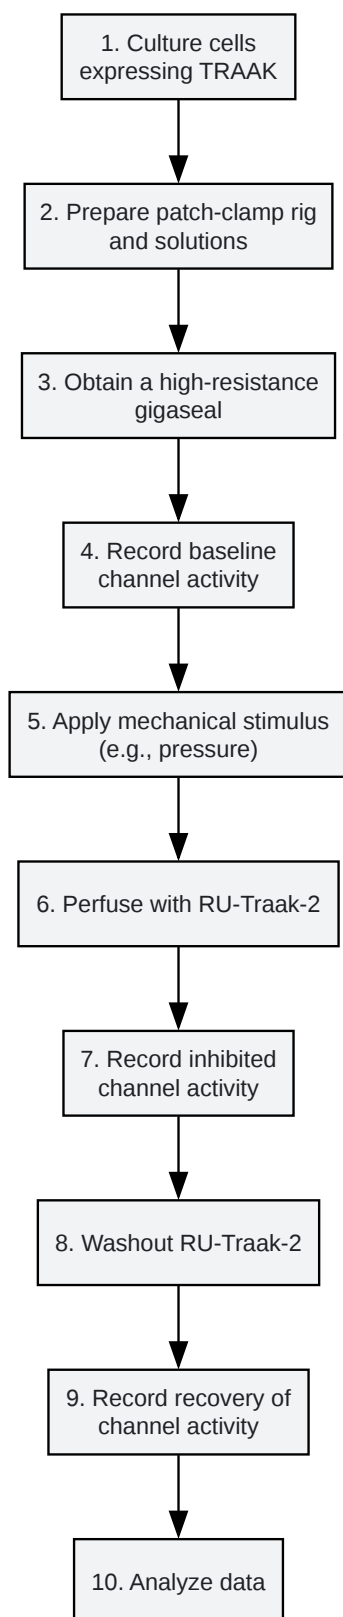 1. Culture cells
expressing TRAAK
2. Prepare patch-clamp rig
and solutions
3. Obtain a high-resistance
gigaseal
4. Record baseline
channel activity
5. Apply mechanical stimulus
(e.g., pressure)
6. Perfuse with RU-Traak-2
7. Record inhibited
channel activity
8. Washout RU-Traak-2
9. Record recovery of
channel activity
10. Analyze data